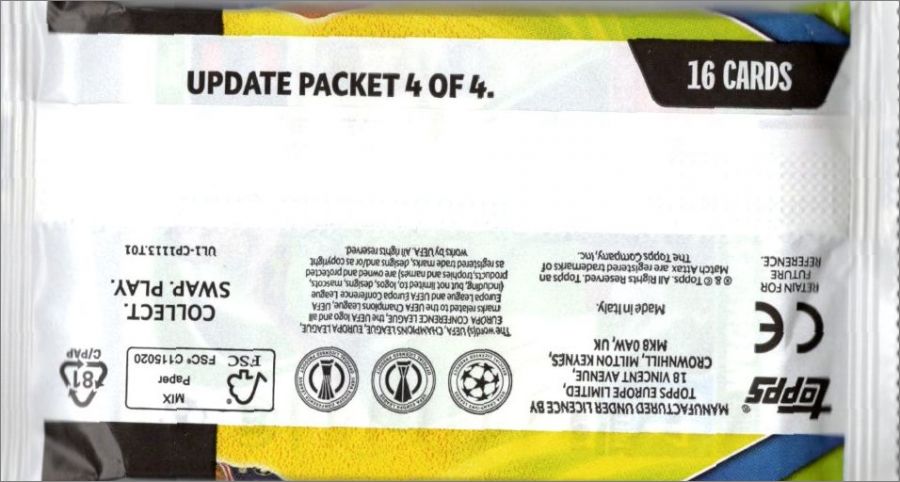 UPDATE PACKET 4 OF 4.
16 CARDS
topps®
MANUFACTURED UNDER LICENCE BY
TOPPS EUROPE LIMITED,
18 VINCENT AVENUE,
CROWNHILL, MILTON KEYNES,
MK8 0AW, UK
Made in Italy.
® & © Topps. All Rights Reserved. Topps an
Match Attax are registered trademarks of
The Topps Company, Inc.
CE
RETAIN FOR
FUTURE
REFERENCE.
The word(s) UEFA, CHAMPIONS LEAGUE, EUROPA LEAGUE,
EUROPA CONFERENCE LEAGUE, the UEFA logo and all
marks related to the UEFA Champions League, UEFA
Europa League and UEFA Europa Conference League
(including, but not limited to, logos, designs, mascots,
products, trophies and names) are owned and protected
as registered trade marks, designs and/or as copyright
works by UEFA. All rights reserved.
FSC
MIX
Paper
FSC® C115020
81
C/PAP
COLLECT.
SWAP. PLAY.
UL1-CP1113.T01